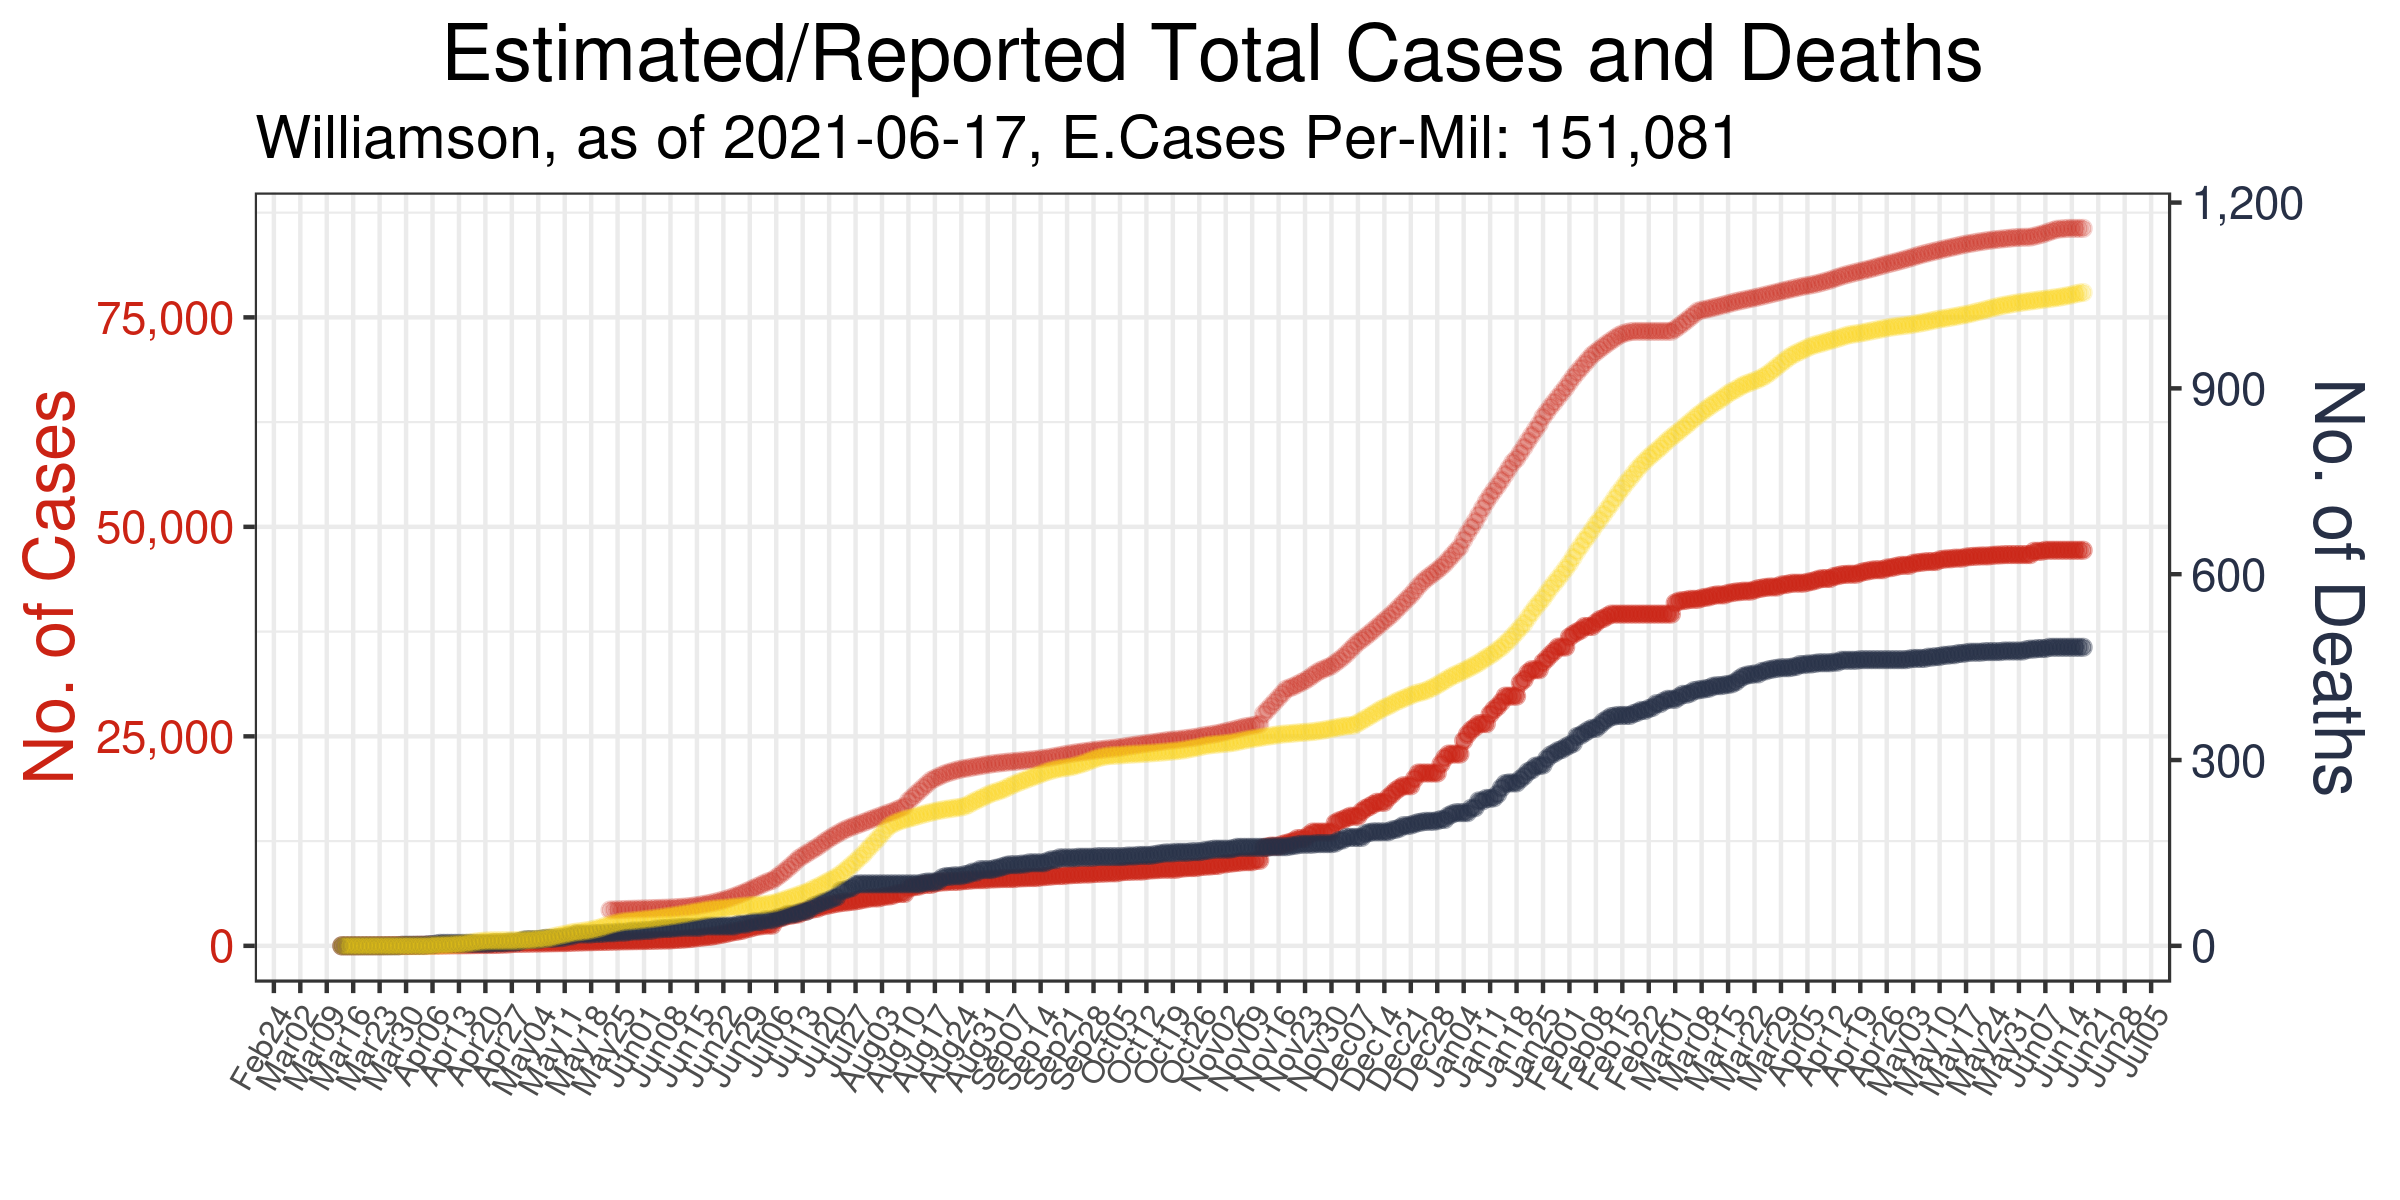 Estimated/Reported Total Cases and Deaths
Williamson, as of 2021-06-17, E.Cases Per-Mil: 151,081
No. of Cases
75,000
50,000
25,000
0
1,200
900
600
300
0
No. of Deaths
Feb24
Mar02
Mar09
Mar16
Mar23
Mar30
Apr06
Apr13
Apr20
Apr27
May04
May11
May18
May25
Jun01
Jun08
Jun15
Jun22
Jun29
Jul06
Jul13
Jul20
Jul27
Aug03
Aug10
Aug17
Aug24
Aug31
Sep07
Sep14
Sep21
Sep28
Oct05
Oct12
Oct19
Oct26
Nov02
Nov09
Nov16
Nov23
Nov30
Dec07
Dec14
Dec21
Dec28
Jan04
Jan11
Jan18
Jan25
Feb01
Feb08
Feb15
Feb22
Mar01
Mar08
Mar15
Mar22
Mar29
Apr05
Apr12
Apr19
Apr26
May03
May10
May17
May24
May31
Jun07
Jun14
Jun21
Jun28
Jul05